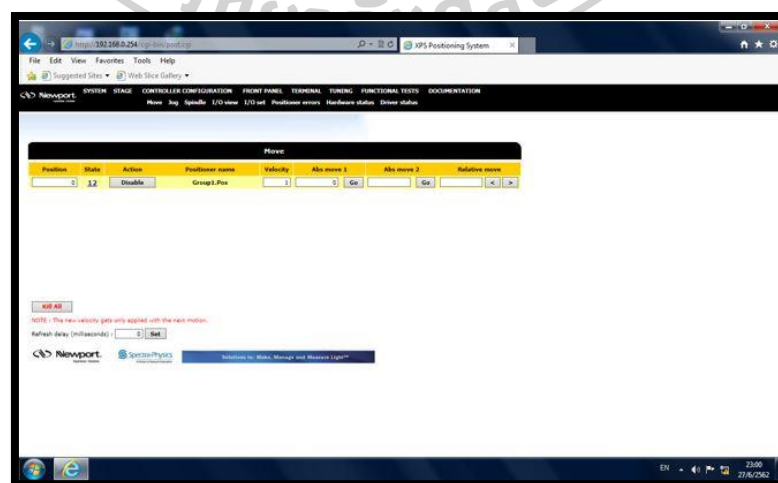 http://192.168.0.254/cgi-bin/post.cgi
XPS Positioning System
File Edit View Favorites Tools Help
Suggested Sites Web Slice Gallery
Newport. SYSTEM STAGE CONTROLLER CONFIGURATION FRONT PANEL TERMINAL TUNING FUNCTIONAL TESTS DOCUMENTATION
Move Jog Spindle I/O view I/O set Positioner errors Hardware status Driver status
Move
Position State Action Positioner name Velocity Abs move 1 Abs move 2 Relative move
0 12 Disable Group1.Pos 1 0 Go Go < >
Kill All
NOTE : The new velocity gets only applied with the next motion.
Refresh delay (milliseconds) : 0 Set
Newport. Spectra-Physics Solutions to: Make, Manage and Measure Light℠
EN 23:00
27/6/2562